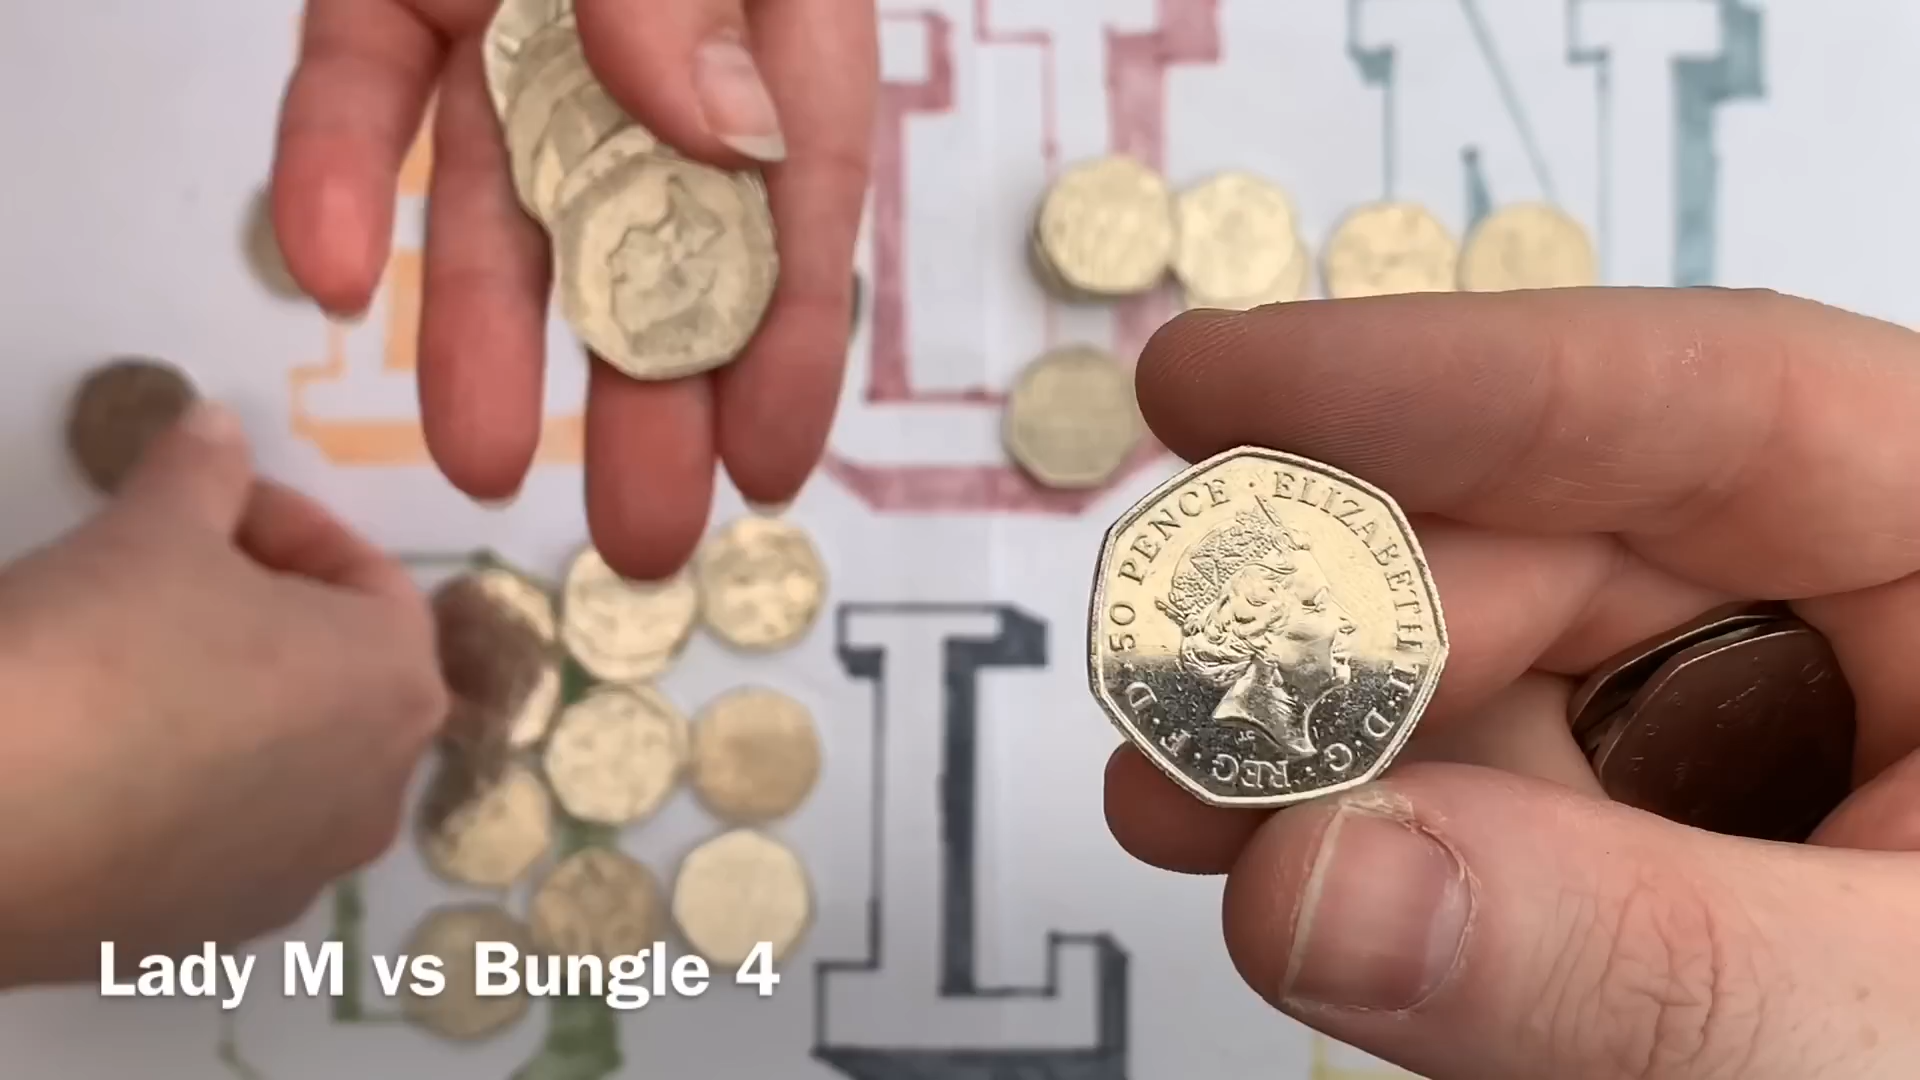 U N
50 PENCE · ELIZABETH II · D · G · REG · F · D ·
L
Lady M vs Bungle 4